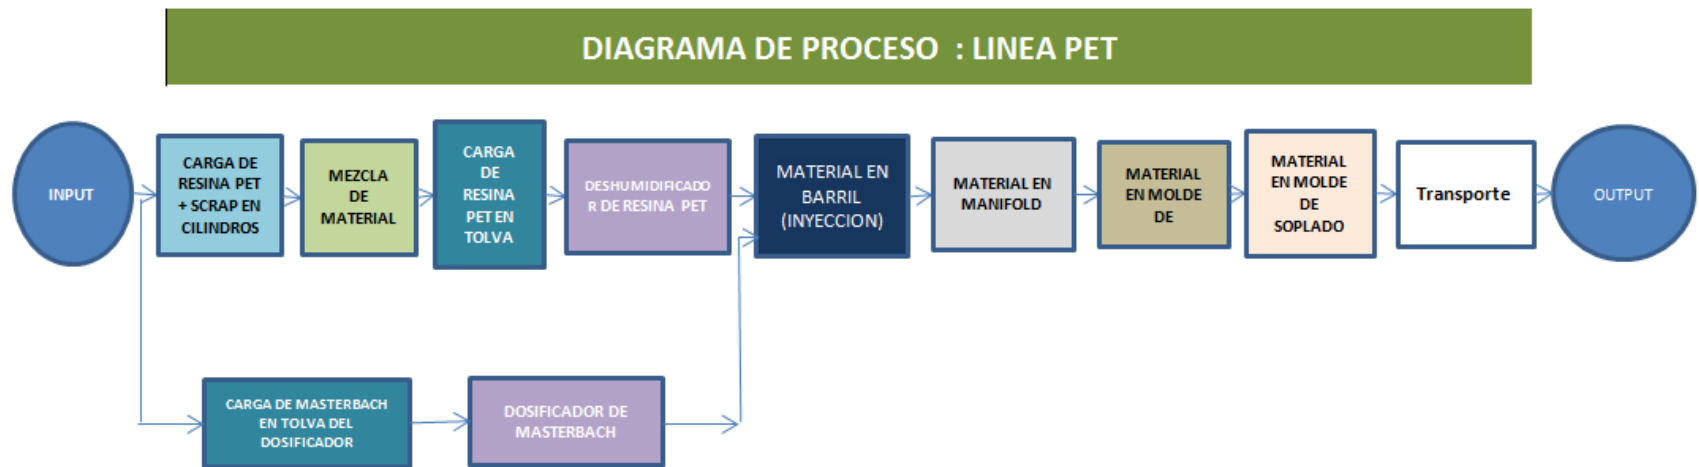 DIAGRAMA DE PROCESO : LINEA PET
INPUT
CARGA DE
RESINA PET
+ SCRAP EN
CILINDROS
MEZCLA
DE
MATERIAL
CARGA
DE
RESINA
PET EN
TOLVA
DESHUMIDIFICADO
R DE RESINA PET
MATERIAL EN
BARRIL
(INYECCION)
MATERIAL EN
MANIFOLD
MATERIAL
EN MOLDE
DE
MATERIAL
EN MOLDE
DE
SOPLADO
Transporte
OUTPUT
CARGA DE MASTERBACH
EN TOLVA DEL
DOSIFICADOR
DOSIFICADOR DE
MASTERBACH